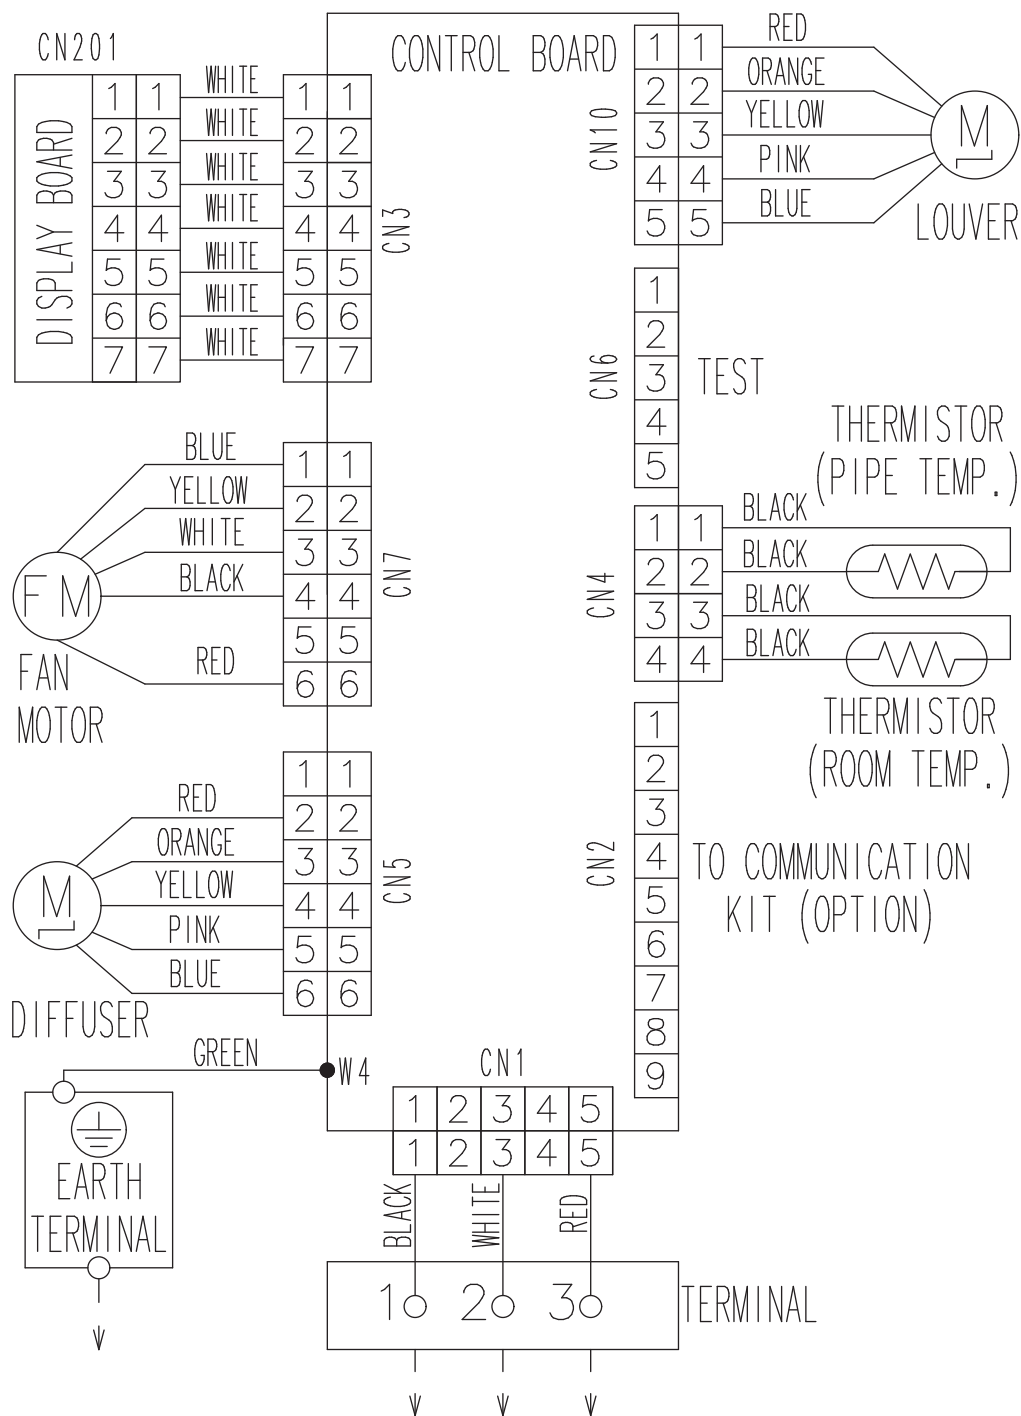 CN201
DISPLAY BOARD
1 1
2 2
3 3
4 4
5 5
6 6
7 7
WHITE
WHITE
WHITE
WHITE
WHITE
WHITE
WHITE
1 1
2 2
3 3
4 4
5 5
6 6
7 7
CN3
CONTROL BOARD
CN10
1 1
2 2
3 3
4 4
5 5
RED
ORANGE
YELLOW
PINK
BLUE
M
LOUVER
CN6
1
2
3
4
5
TEST
BLUE
YELLOW
WHITE
BLACK
RED
FM
FAN
MOTOR
1 1
2 2
3 3
4 4
5 5
6 6
CN7
CN4
1 1
2 2
3 3
4 4
BLACK
BLACK
BLACK
BLACK
THERMISTOR
(PIPE TEMP.)
THERMISTOR
(ROOM TEMP.)
RED
ORANGE
YELLOW
PINK
BLUE
M
DIFFUSER
1 1
2 2
3 3
4 4
5 5
6 6
CN5
CN2
1
2
3
4
5
6
7
8
9
TO COMMUNICATION
KIT (OPTION)
GREEN
W4
EARTH
TERMINAL
CN1
1 2 3 4 5
1 2 3 4 5
BLACK
WHITE
RED
1 2 3
TERMINAL